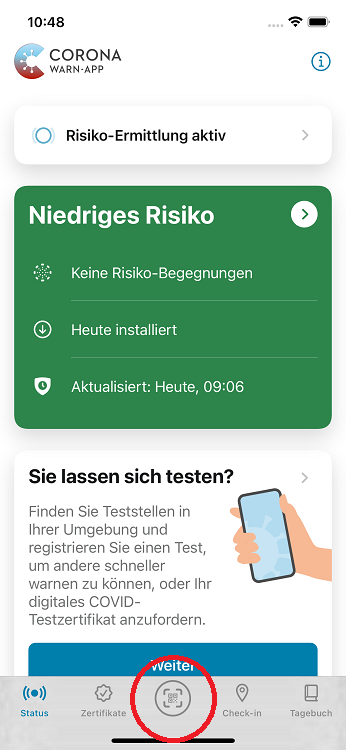 10:48
CORONA
WARN-APP
Risiko-Ermittlung aktiv
Niedriges Risiko
Keine Risiko-Begegnungen
Heute installiert
Aktualisiert: Heute, 09:06
Sie lassen sich testen?
Finden Sie Teststellen in
Ihrer Umgebung und
registrieren Sie einen Test,
um andere schneller
warnen zu können, oder Ihr
digitales COVID-
Testzertifikat anzufordern.
Weiter
Status
Zertifikate
Check-in
Tagebuch